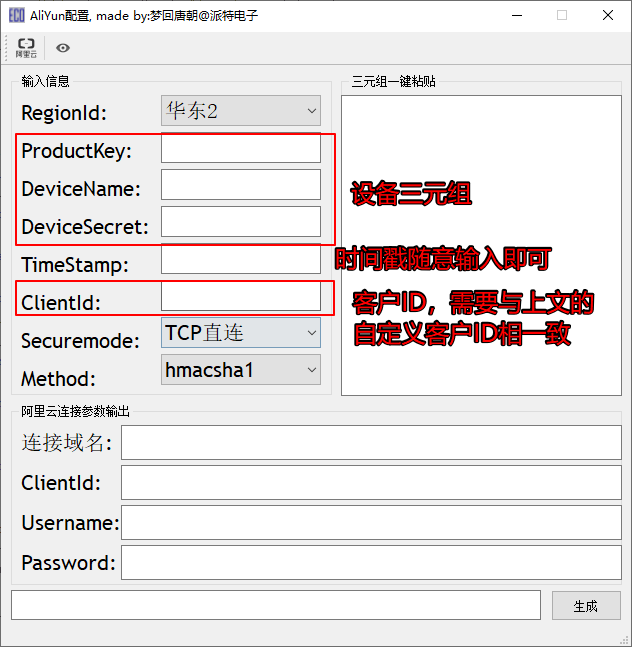 AliYun配置, made by:梦回唐朝@派特电子
阿里云
输入信息
RegionId: 华东2
ProductKey:
DeviceName:
DeviceSecret:
TimeStamp:
ClientId:
Securemode: TCP直连
Method: hmacsha1
三元组一键粘贴
设备三元组
时间戳随意输入即可
客户ID，需要与上文的
自定义客户ID相一致
阿里云连接参数输出
连接域名:
ClientId:
Username:
Password:
生成